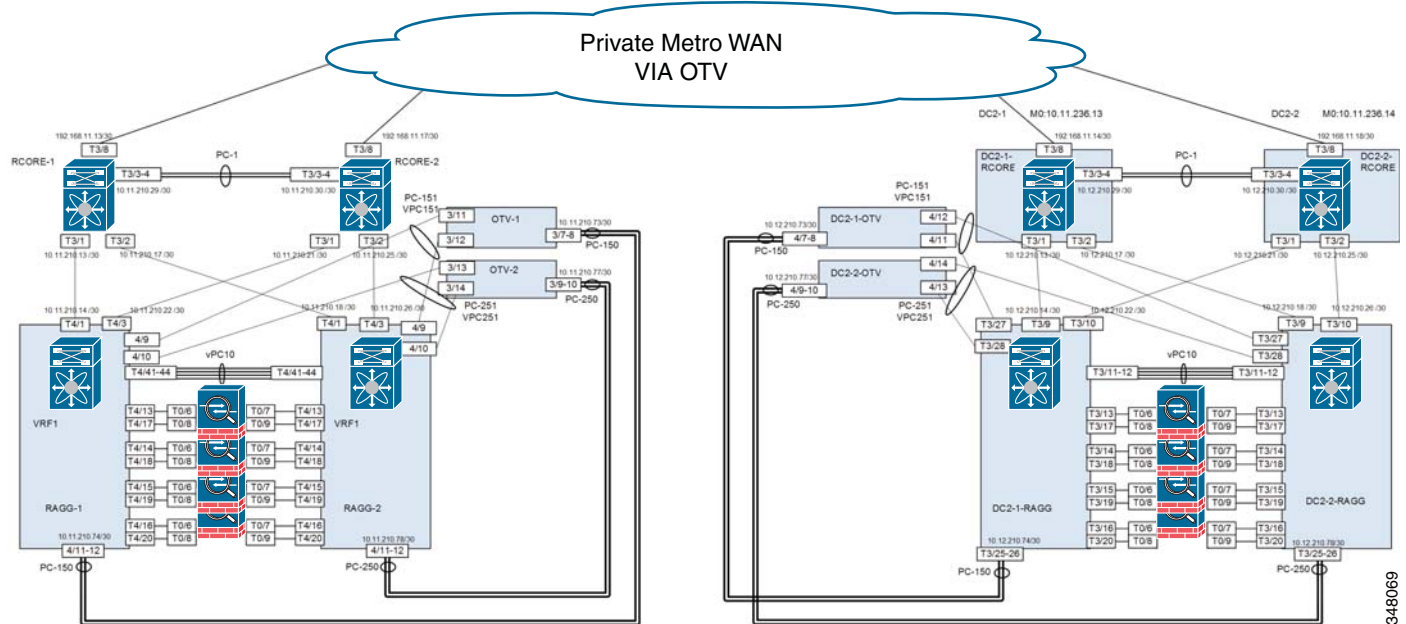 Private Metro WAN
VIA OTV
192.168.11.13/30
T3/8
RCORE-1
T3/3-4
10.11.210.29/30
PC-1
192.168.11.17/30
T3/8
RCORE-2
T3/3-4
10.11.210.30/30
T3/1
T3/2
10.11.210.13/30
10.11.210.17/30
T3/1
T3/2
10.11.210.21/30
10.11.210.25/30
PC-151
VPC151
3/11
OTV-1
3/12
10.11.210.73/30
3/7-8
PC-150
3/13
OTV-2
3/14
10.11.210.77/30
3/9-10
PC-250
PC-251
VPC251
10.11.210.14/30
10.11.210.22/30
T4/1
T4/3
4/9
4/10
T4/41-44
vPC10
T4/41-44
10.11.210.18/30
10.11.210.26/30
T4/1
T4/3
4/9
4/10
VRF1
VRF1
T4/13
T0/6
T0/7
T4/13
T4/17
T0/8
T0/9
T4/17
T4/14
T0/6
T0/7
T4/14
T4/18
T0/8
T0/9
T4/18
T4/15
T0/6
T0/7
T4/15
T4/19
T0/8
T0/9
T4/19
T4/16
T0/6
T0/7
T4/16
T4/20
T0/8
T0/9
T4/20
RAGG-1
RAGG-2
10.11.210.74/30
4/11-12
PC-150
10.11.210.78/30
4/11-12
PC-250
DC2-1
M0:10.11.236.13
192.168.11.14/30
T3/8
DC2-1-
RCORE
T3/3-4
10.12.210.29/30
PC-1
DC2-2
M0:10.11.236.14
192.168.11.18/30
T3/8
DC2-2-
RCORE
T3/3-4
10.12.210.30/30
T3/1
T3/2
10.12.210.13/30
10.12.210.17/30
T3/1
T3/2
10.12.210.21/30
10.12.210.25/30
PC-151
VPC151
10.12.210.73/30
4/7-8
PC-150
DC2-1-OTV
4/12
4/11
10.12.210.77/30
4/9-10
PC-250
DC2-2-OTV
4/14
4/13
PC-251
VPC251
10.12.210.14/30
10.12.210.22/30
T3/27
T3/9
T3/10
T3/28
10.12.210.18/30
10.12.210.26/30
T3/9
T3/10
T3/27
T3/28
T3/11-12
vPC10
T3/11-12
T3/13
T0/6
T0/7
T3/13
T3/17
T0/8
T0/9
T3/17
T3/14
T0/6
T0/7
T3/14
T3/18
T0/8
T0/9
T3/18
T3/15
T0/6
T0/7
T3/15
T3/19
T0/8
T0/9
T3/19
T3/16
T0/6
T0/7
T3/16
T3/20
T0/8
T0/9
T3/20
DC2-1-RAGG
DC2-2-RAGG
10.12.210.74/30
T3/25-26
PC-150
10.12.210.78/30
T3/25-26
PC-250
348069